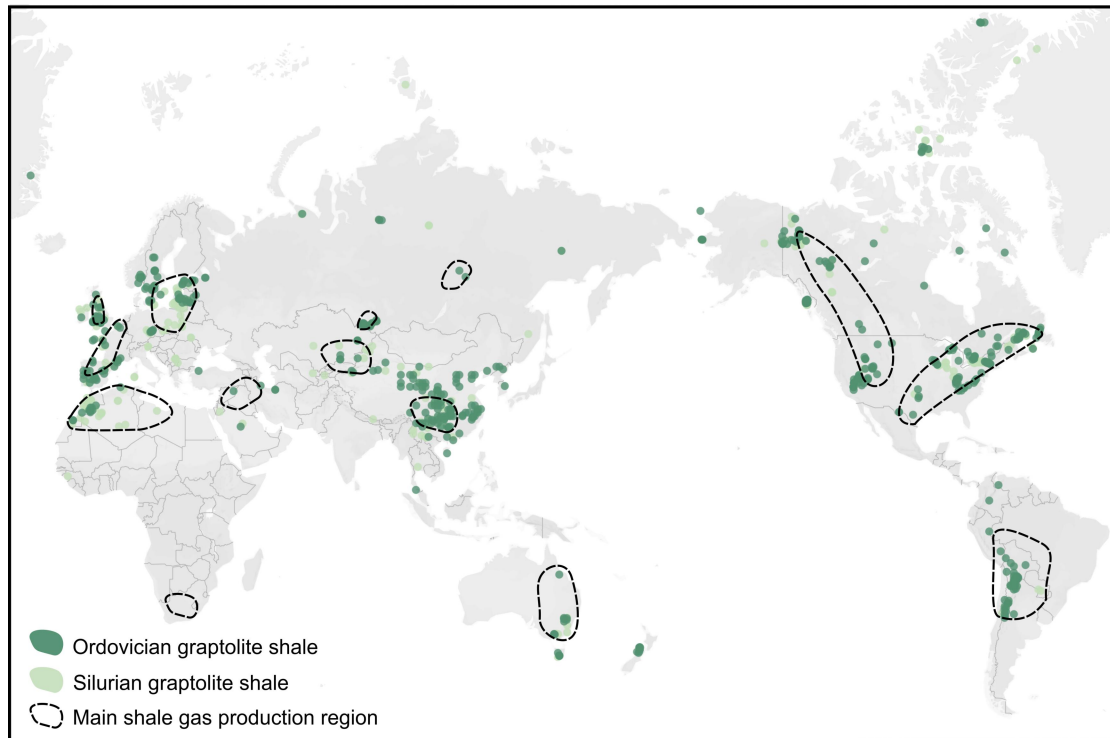 Ordovician graptolite shale
Silurian graptolite shale
Main shale gas production region